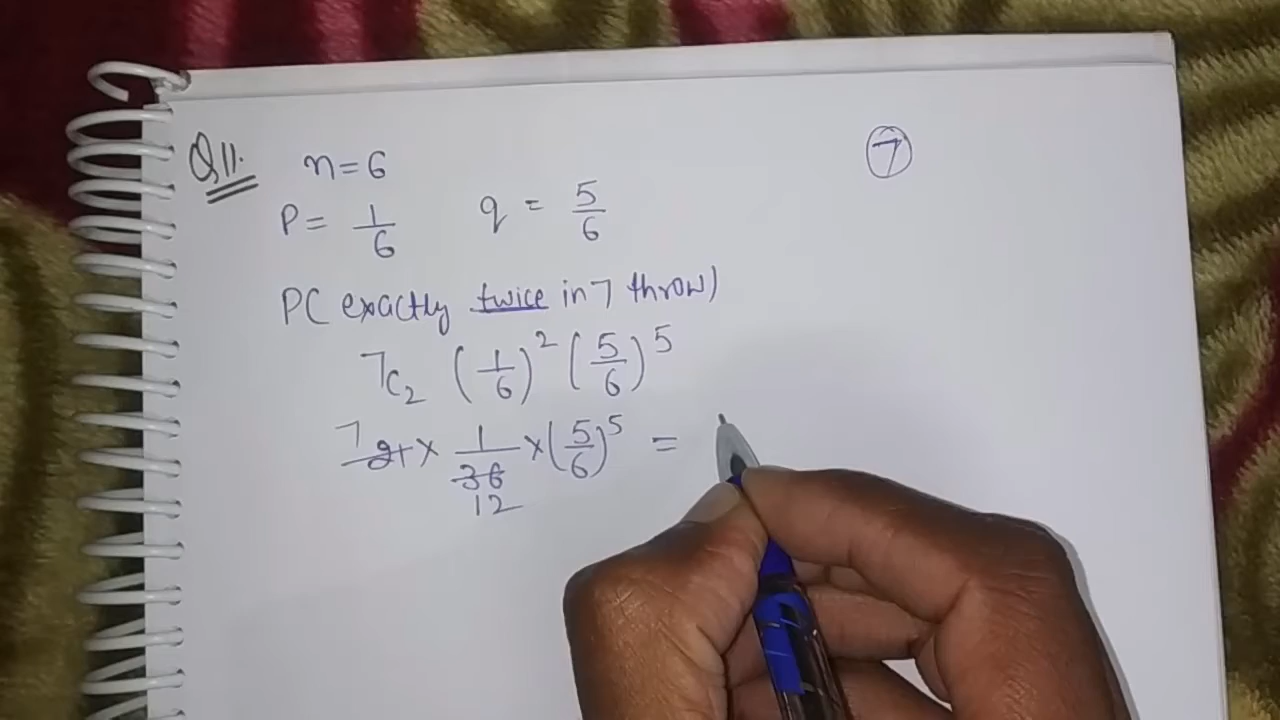 Q11. n=6
7
P = 1/6 q = 5/6
P( exactly twice in 7 throw)
7C2 (1/6)^2 (5/6)^5
7 21 × 1/36 × (5/6)^5 =
12